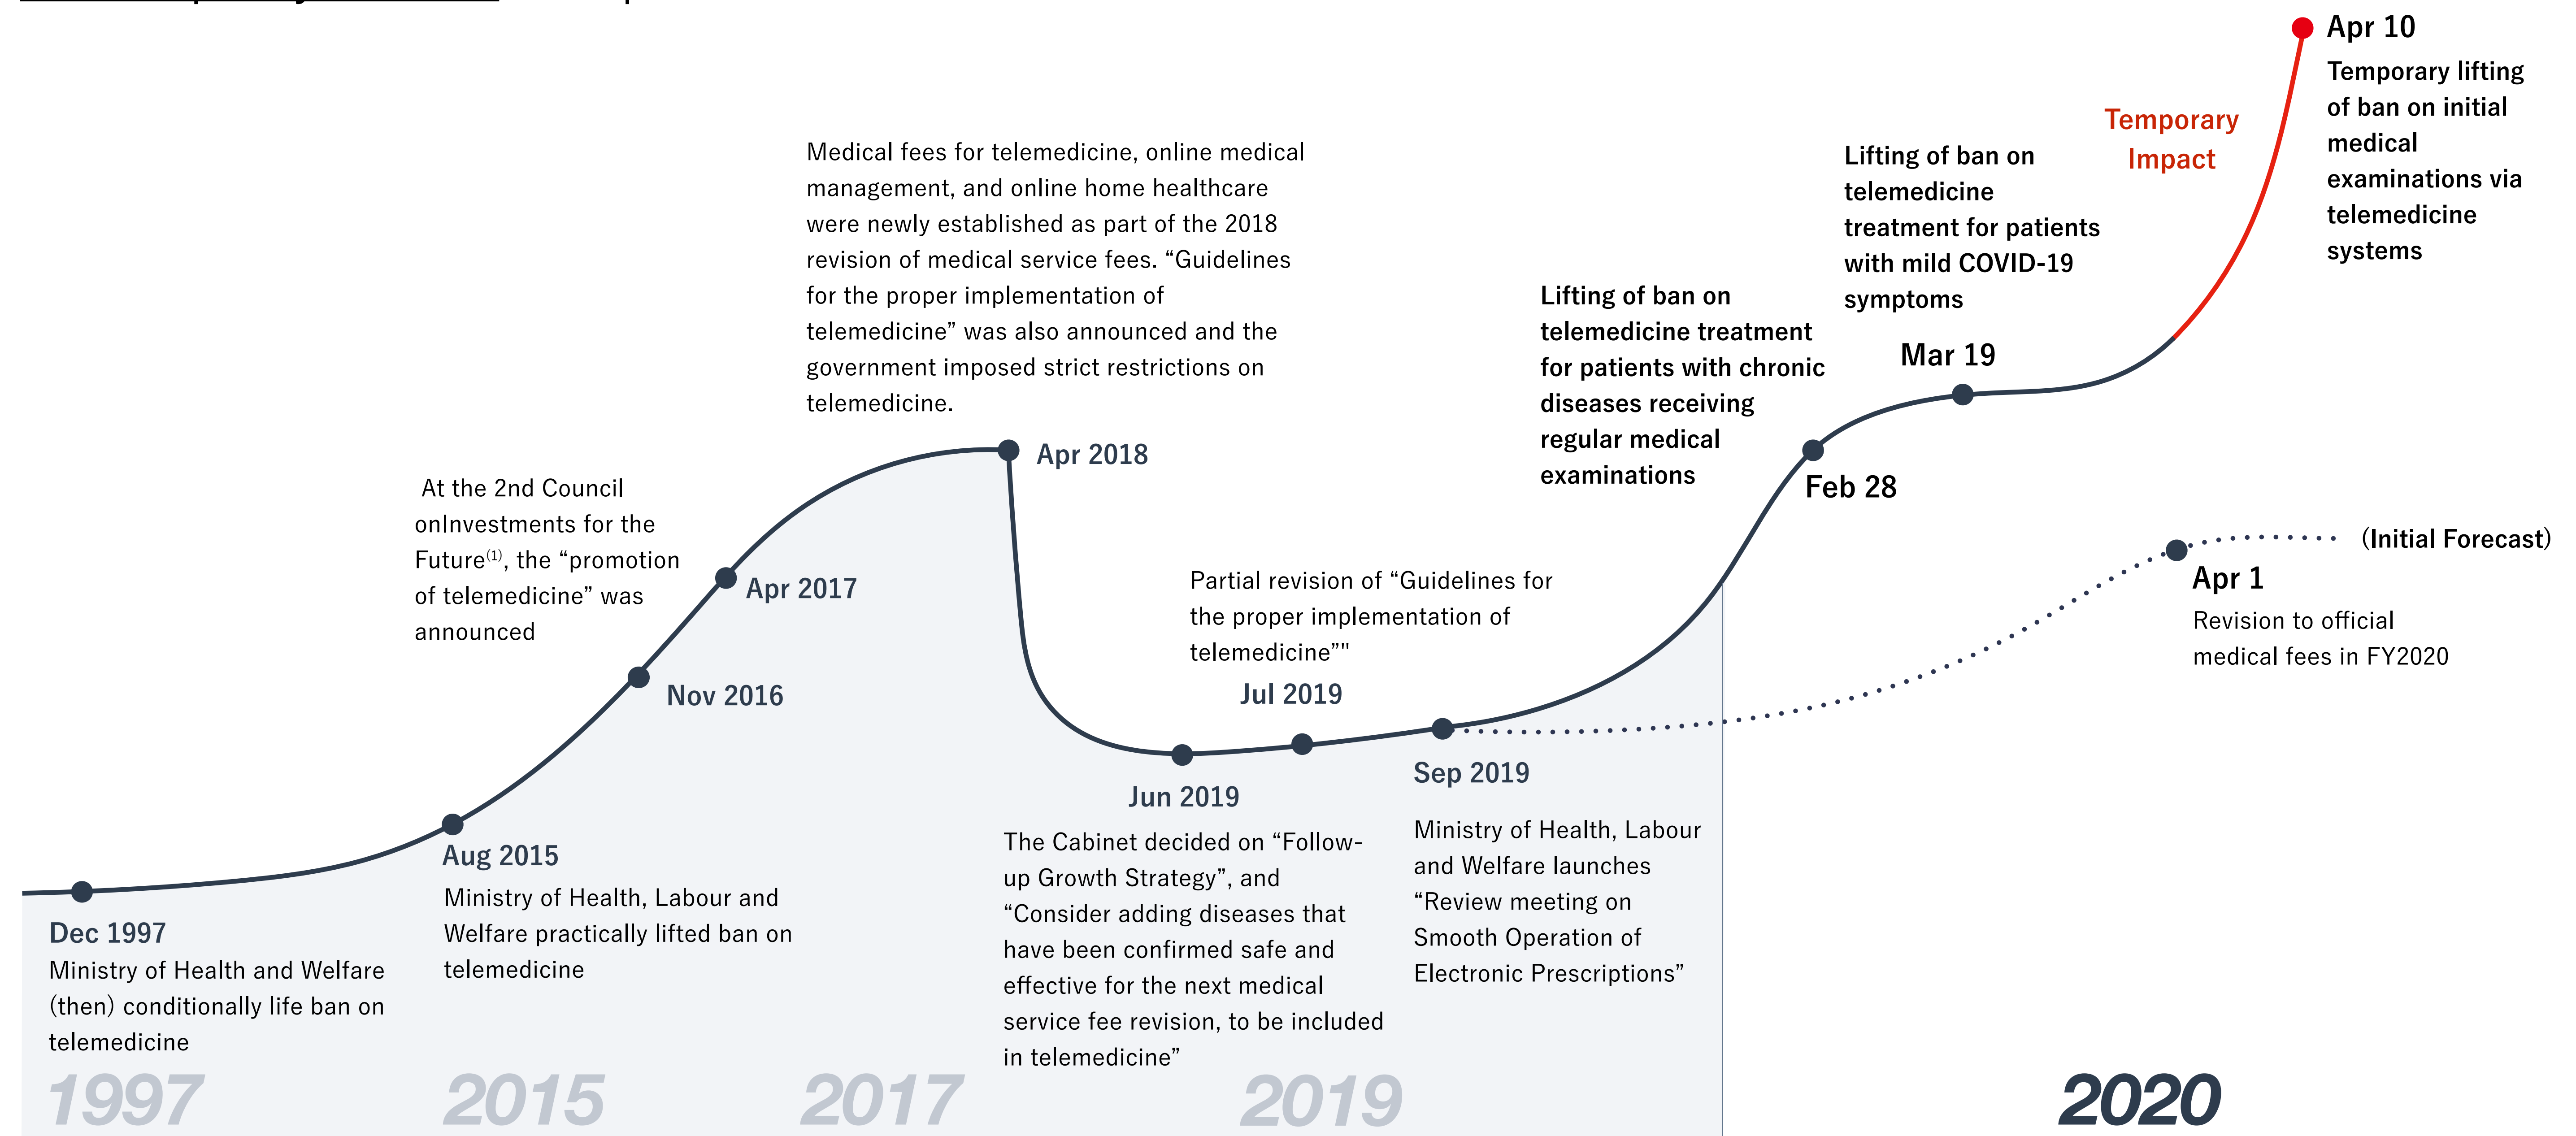 Dec 1997
Ministry of Health and Welfare
(then) conditionally life ban on
telemedicine
Aug 2015
Ministry of Health, Labour and
Welfare practically lifted ban on
telemedicine
At the 2nd Council
onInvestments for the
Future(1), the “promotion
of telemedicine” was
announced
Nov 2016
Apr 2017
Medical fees for telemedicine, online medical
management, and online home healthcare
were newly established as part of the 2018
revision of medical service fees. “Guidelines
for the proper implementation of
telemedicine” was also announced and the
government imposed strict restrictions on
telemedicine.
Apr 2018
Jun 2019
The Cabinet decided on “Follow-
up Growth Strategy”, and
“Consider adding diseases that
have been confirmed safe and
effective for the next medical
service fee revision, to be included
in telemedicine”
Partial revision of “Guidelines for
the proper implementation of
telemedicine”"
Jul 2019
Sep 2019
Ministry of Health, Labour
and Welfare launches
“Review meeting on
Smooth Operation of
Electronic Prescriptions”
Lifting of ban on
telemedicine treatment
for patients with chronic
diseases receiving
regular medical
examinations
Feb 28
Lifting of ban on
telemedicine
treatment for patients
with mild COVID-19
symptoms
Mar 19
Temporary
Impact
Apr 10
Temporary lifting
of ban on initial
medical
examinations via
telemedicine
systems
(Initial Forecast)
Apr 1
Revision to official
medical fees in FY2020
1997
2015
2017
2019
2020